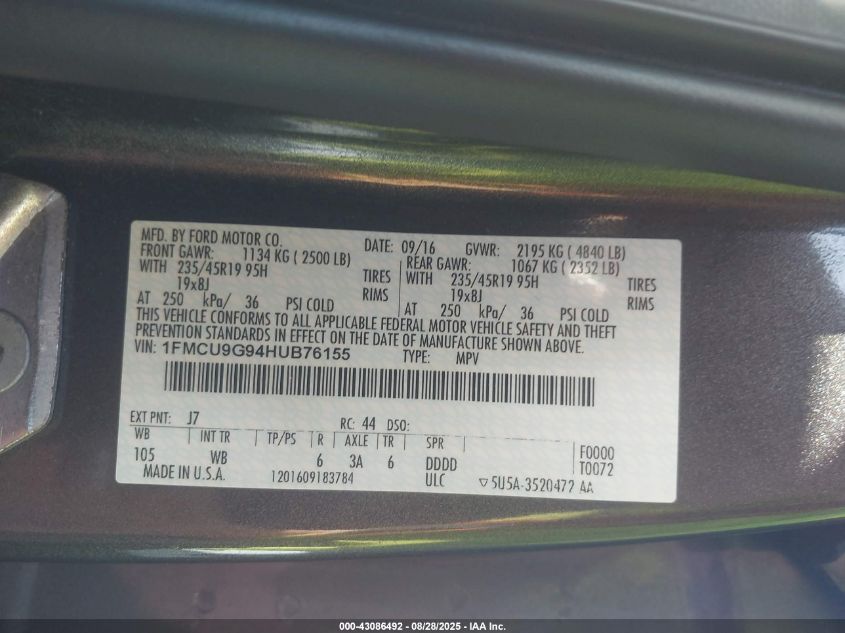 MFD. BY FORD MOTOR CO. DATE: 09/16 GVWR: 2195 KG ( 4840 LB)
FRONT GAWR: 1134 KG ( 2500 LB) REAR GAWR: 1067 KG ( 2352 LB)
WITH 235/45R19 95H TIRES WITH 235/45R19 95H TIRES
19x8J RIMS 19x8J RIMS
AT 250 kPa/ 36 PSI COLD AT 250 kPa/ 36 PSI COLD
THIS VEHICLE CONFORMS TO ALL APPLICABLE FEDERAL MOTOR VEHICLE SAFETY AND THEFT
PREVENTION STANDARDS IN EFFECT ON THE DATE OF MANUFACTURE SHOWN ABOVE.
VIN: 1FMCU9G94HUB76155 TYPE: MPV
EXT PNT: J7 RC: 44 DSO:
WB INT TR TP/PS R AXLE TR SPR F0000
105 WB 6 3A 6 DDDD T0072
MADE IN U.S.A. 1201609183784 ULC ▽5U5A-3520472 AA
000-43086492 - 08/28/2025 - IAA Inc.